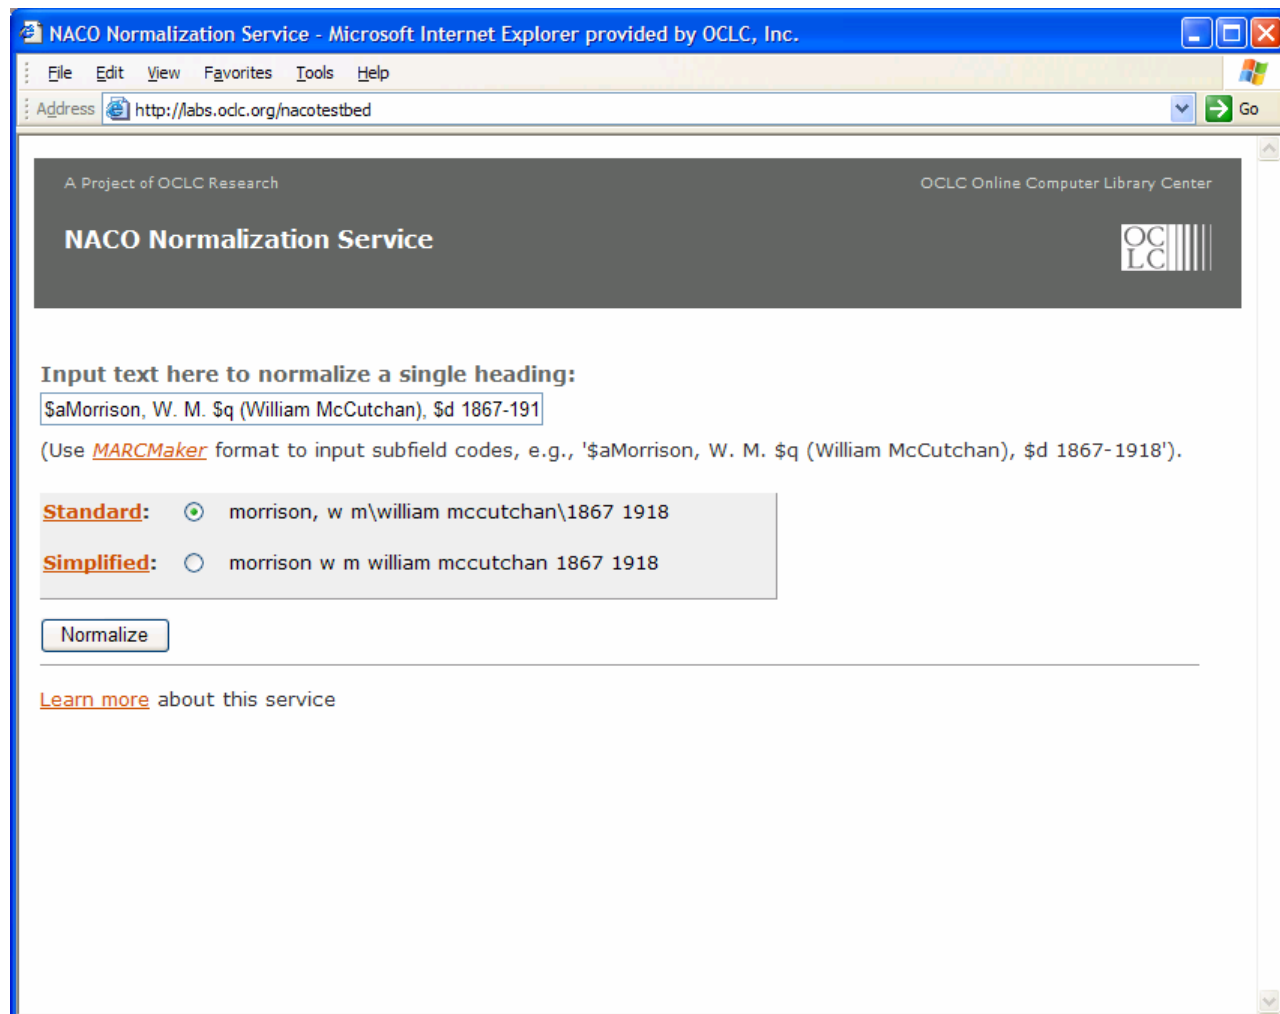 NACO Normalization Service - Microsoft Internet Explorer provided by OCLC, Inc.
File Edit View Favorites Tools Help
Address http://labs.oclc.org/nacotestbed Go
A Project of OCLC Research OCLC Online Computer Library Center
NACO Normalization Service
OC
LC
Input text here to normalize a single heading:
$aMorrison, W. M. $q (William McCutchan), $d 1867-191
(Use MARCMaker format to input subfield codes, e.g., '$aMorrison, W. M. $q (William McCutchan), $d 1867-1918').
Standard: morrison, w m\william mccutchan\1867 1918
Simplified: morrison w m william mccutchan 1867 1918
Normalize
Learn more about this service